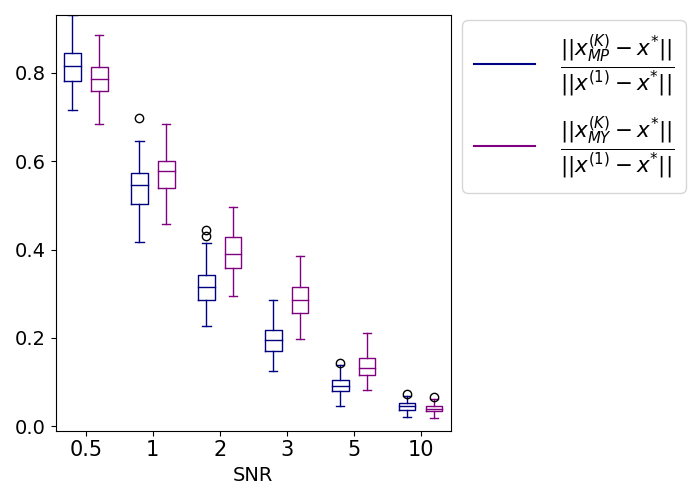 0.8
0.6
0.4
0.2
0.0
0.5 1 2 3 5 10
SNR
||x_{MP}^{(K)} − x^*||
||x^{(1)} − x^*||
||x_{MY}^{(K)} − x^*||
||x^{(1)} − x^*||